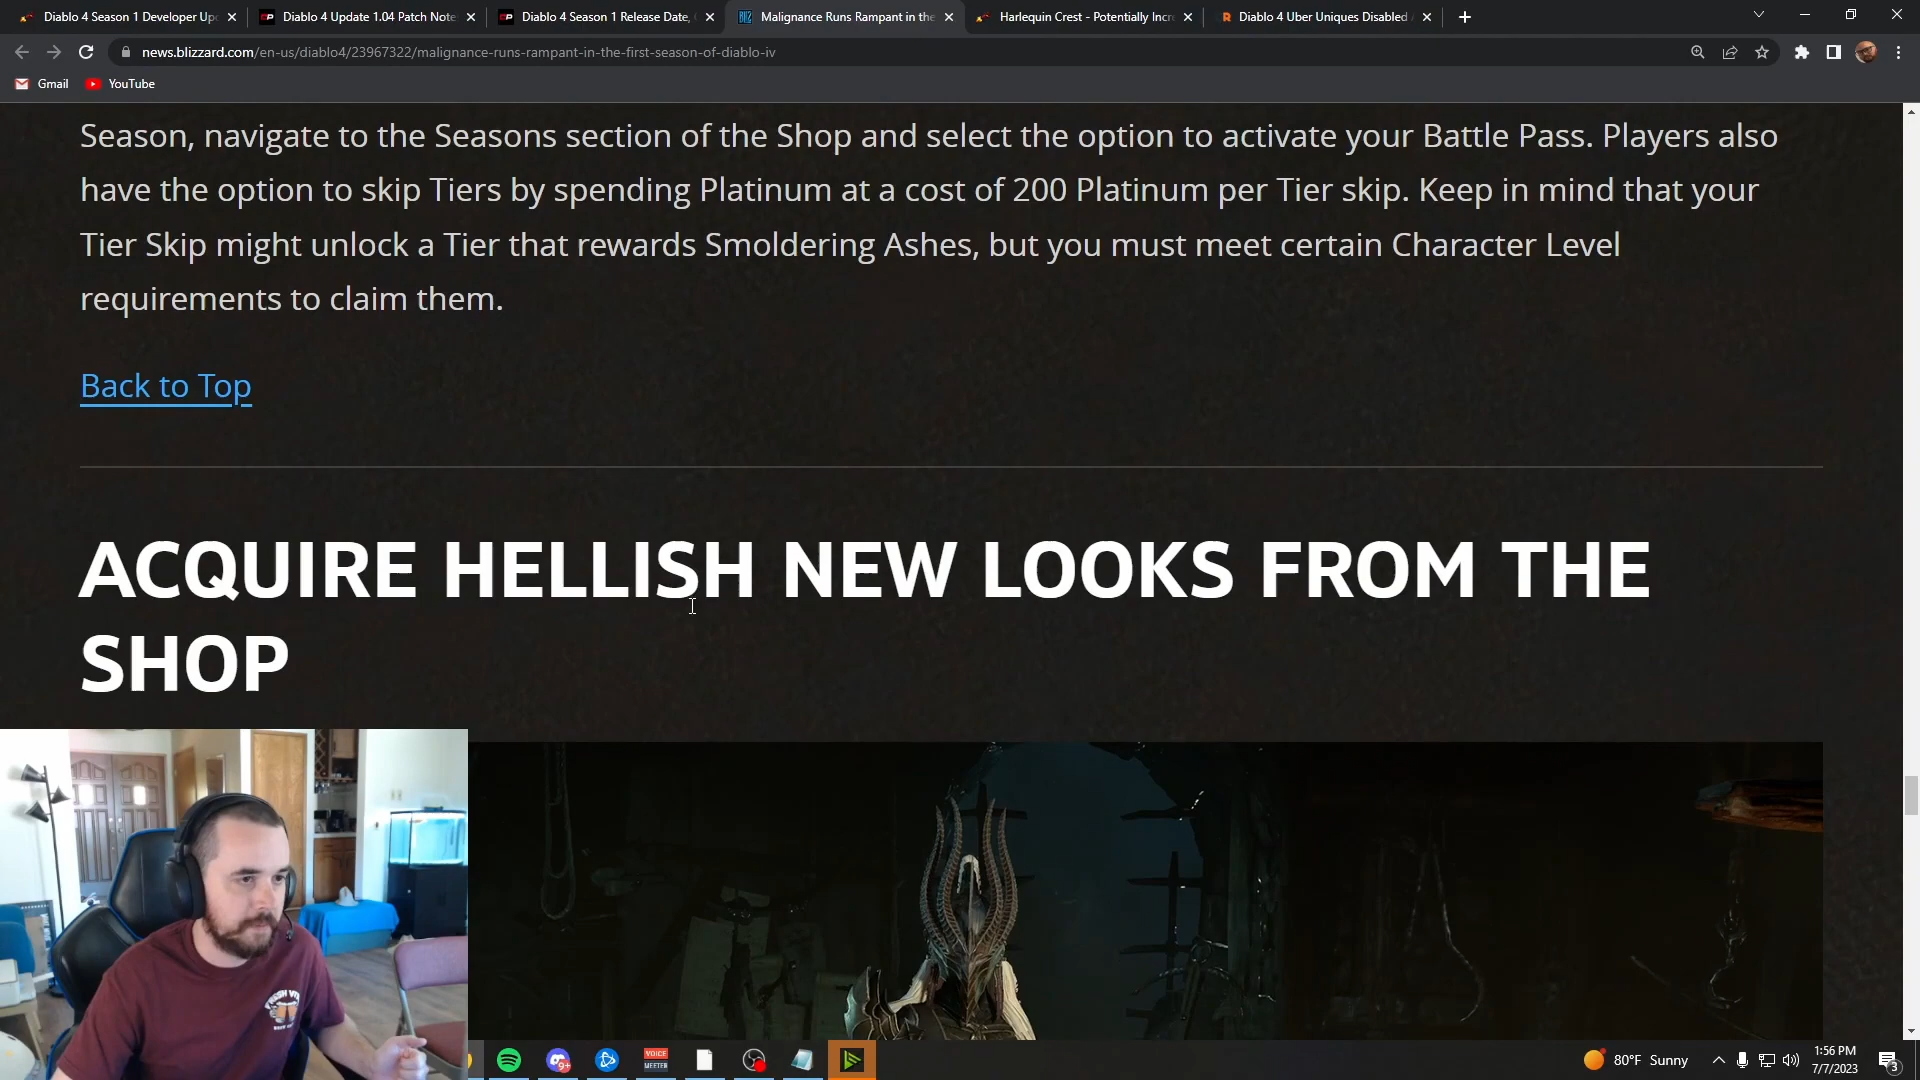 Diablo 4 Season 1 Developer Up
Diablo 4 Update 1.04 Patch Note
Diablo 4 Season 1 Release Date,
Malignance Runs Rampant in the
Harlequin Crest - Potentially Incr
Diablo 4 Uber Uniques Disabled
news.blizzard.com/en-us/diablo4/23967322/malignance-runs-rampant-in-the-first-season-of-diablo-iv
Gmail
YouTube
Season, navigate to the Seasons section of the Shop and select the option to activate your Battle Pass. Players also
have the option to skip Tiers by spending Platinum at a cost of 200 Platinum per Tier skip. Keep in mind that your
Tier Skip might unlock a Tier that rewards Smoldering Ashes, but you must meet certain Character Level
requirements to claim them.
Back to Top
ACQUIRE HELLISH NEW LOOKS FROM THE
SHOP
9+
VOICE
MEETER
80°F Sunny
1:56 PM
7/7/2023
3